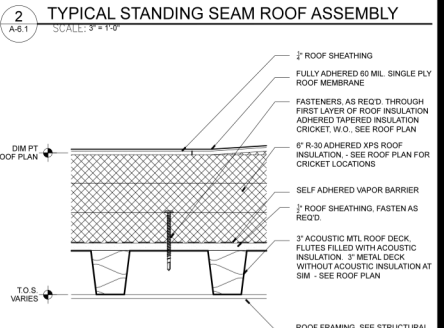 2
A-6.1
TYPICAL STANDING SEAM ROOF ASSEMBLY
SCALE: 3" = 1'-0"
ROOF SHEATHING
FULLY ADHERED 60 MIL. SINGLE PLY
ROOF MEMBRANE
FASTENERS, AS REQ'D. THROUGH
FIRST LAYER OF ROOF INSULATION
ADHERED TAPERED INSULATION
CRICKET, W.O., SEE ROOF PLAN
DIM PT
OOF PLAN
6" R-30 ADHERED XPS ROOF
INSULATION, - SEE ROOF PLAN FOR
CRICKET LOCATIONS
SELF ADHERED VAPOR BARRIER
ROOF SHEATHING, FASTEN AS
REQ'D.
3" ACOUSTIC MTL ROOF DECK,
FLUTES FILLED WITH ACOUSTIC
INSULATION. 3" METAL DECK
WITHOUT ACOUSTIC INSULATION AT
SIM - SEE ROOF PLAN
T.O.S.
VARIES
ROOF FRAMING, SEE STRUCTURAL